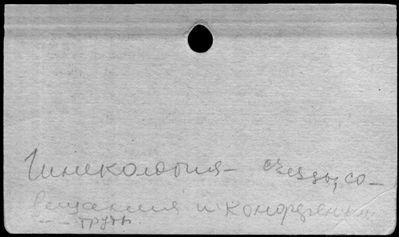 Гинекология – съезды, со-
вещания и конференции
– – труды